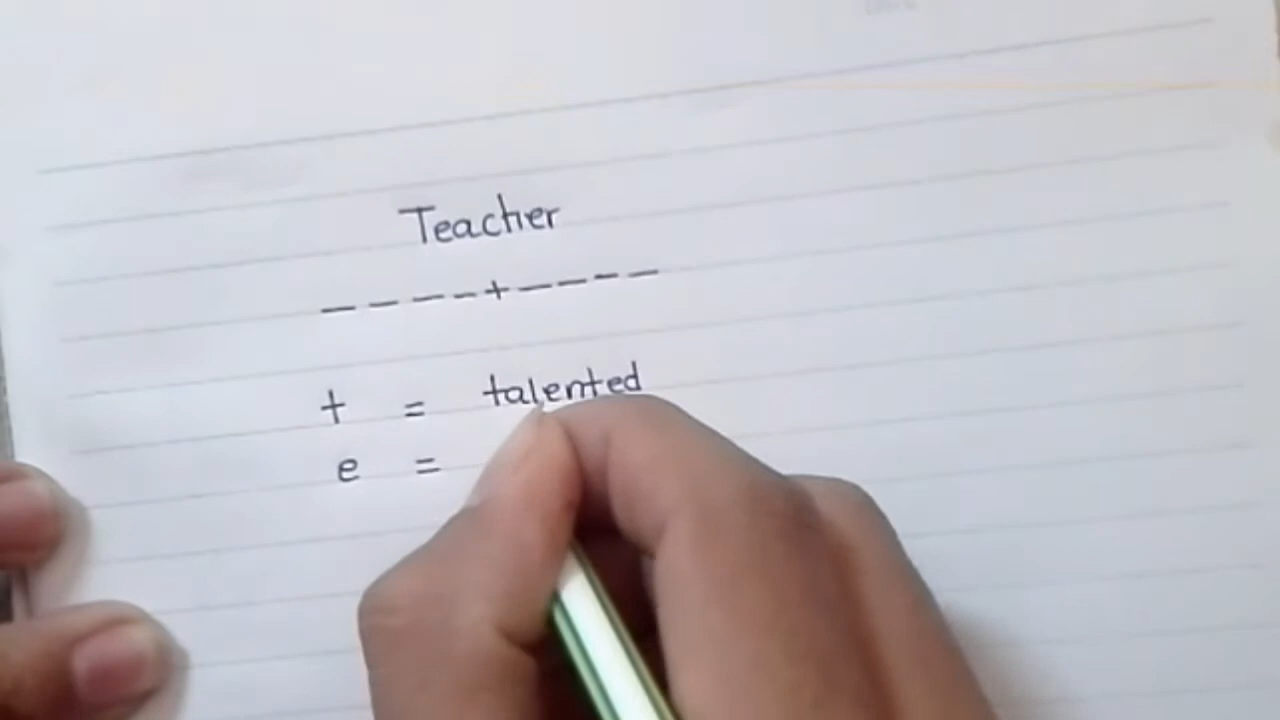 Teacher
----+----
t = talented
e =